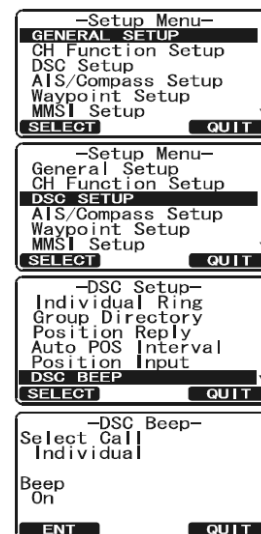 —Setup Menu—
GENERAL SETUP
CH Function Setup
DSC Setup
AIS/Compass Setup
Waypoint Setup
MMSI Setup
SELECT QUIT
—Setup Menu—
General Setup
CH Function Setup
DSC SETUP
AIS/Compass Setup
Waypoint Setup
MMSI Setup
SELECT QUIT
—DSC Setup—
Individual Ring
Group Directory
Position Reply
Auto POS Interval
Position Input
DSC BEEP
SELECT QUIT
—DSC Beep—
Select Call
Individual
Beep
On
ENT QUIT